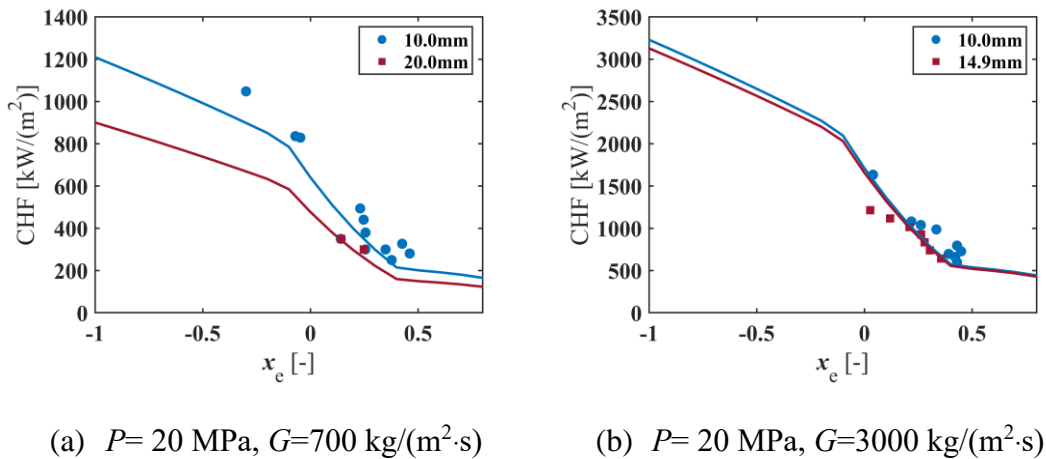 1400
1200
1000
800
600
400
200
0
-1
-0.5
0
0.5
CHF [kW/(m²)]
xₑ [-]
10.0mm
20.0mm
3500
3000
2500
2000
1500
1000
500
0
-1
-0.5
0
0.5
CHF [kW/(m²)]
xₑ [-]
10.0mm
14.9mm
(a) P= 20 MPa, G=700 kg/(m²·s)
(b) P= 20 MPa, G=3000 kg/(m²·s)